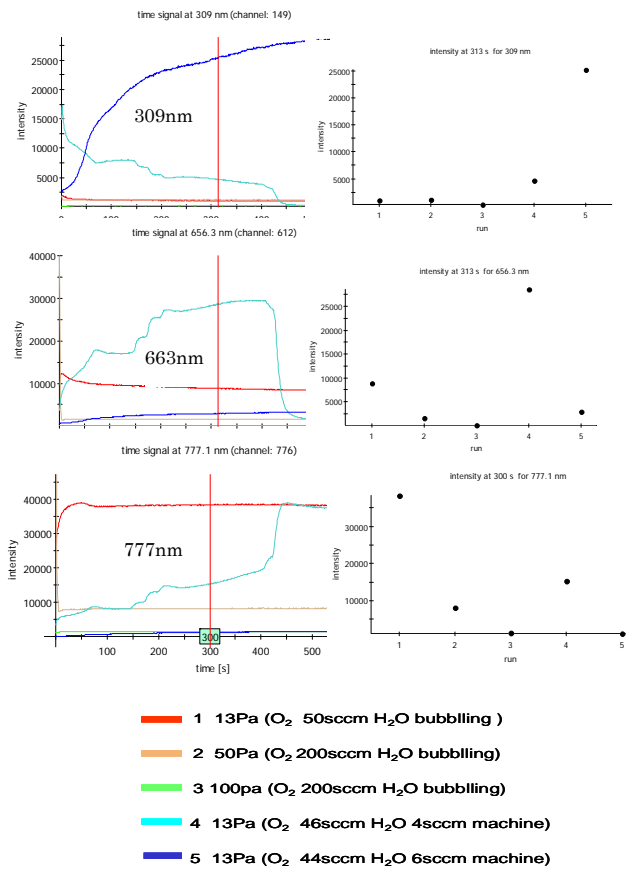 time signal at 309 nm (channel: 149)
intensity
25000
20000
15000
10000
5000
309nm
intensity at 313 s for 309 nm
intensity
25000
20000
15000
10000
5000
1 2 3 4 5
run
time signal at 656.3 nm (channel: 612)
intensity
40000
30000
20000
10000
663nm
intensity at 313 s for 656.3 nm
intensity
25000
20000
15000
10000
5000
1 2 3 4 5
run
time signal at 777.1 nm (channel: 776)
intensity
40000
30000
20000
10000
777nm
300
100 200 300 400 500
time [s]
intensity at 300 s for 777.1 nm
intensity
30000
20000
10000
1 2 3 4 5
run
1 13Pa (O₂ 50sccm H₂O bubblling )
2 50Pa (O₂ 200sccm H₂O bubblling)
3 100pa (O₂ 200sccm H₂O bubblling)
4 13Pa (O₂ 46sccm H₂O 4sccm machine)
5 13Pa (O₂ 44sccm H₂O 6sccm machine)